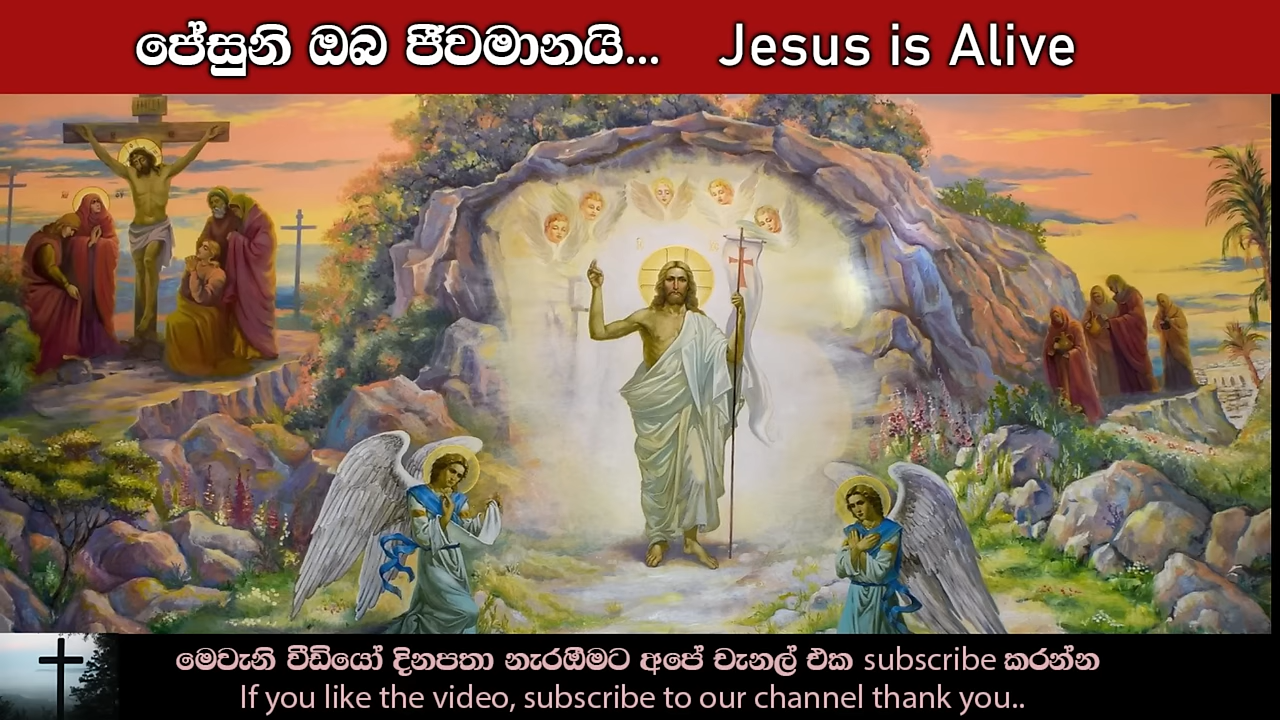 ජේසුනි ඔබ ජීවමානයි... Jesus is Alive
මෙවැනි වීඩියෝ දිනපතා නැරඹීමට අපේ චැනල් එක subscribe කරන්න
If you like the video, subscribe to our channel thank you..